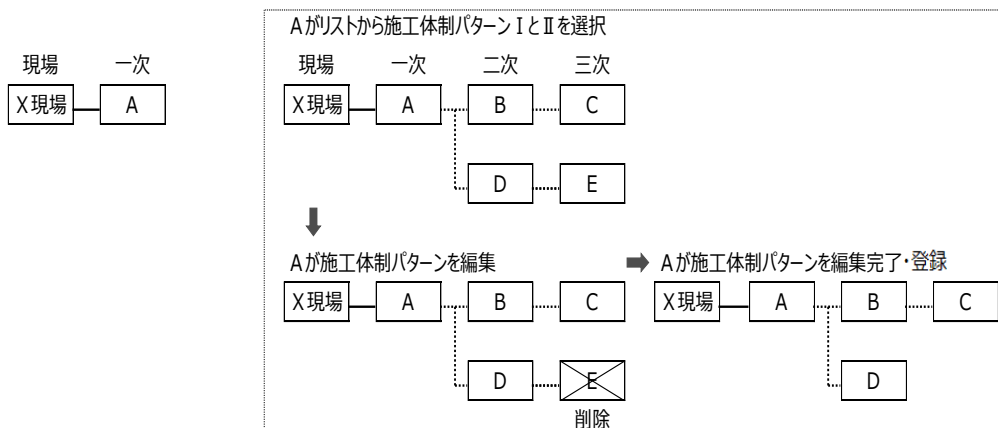 現場 一次
X現場 A
Aがリストから施工体制パターンⅠとⅡを選択
現場 一次 二次 三次
X現場 A B C
D E
Aが施工体制パターンを編集
X現場 A B C
D E
削除
Aが施工体制パターンを編集完了・登録
X現場 A B C
D